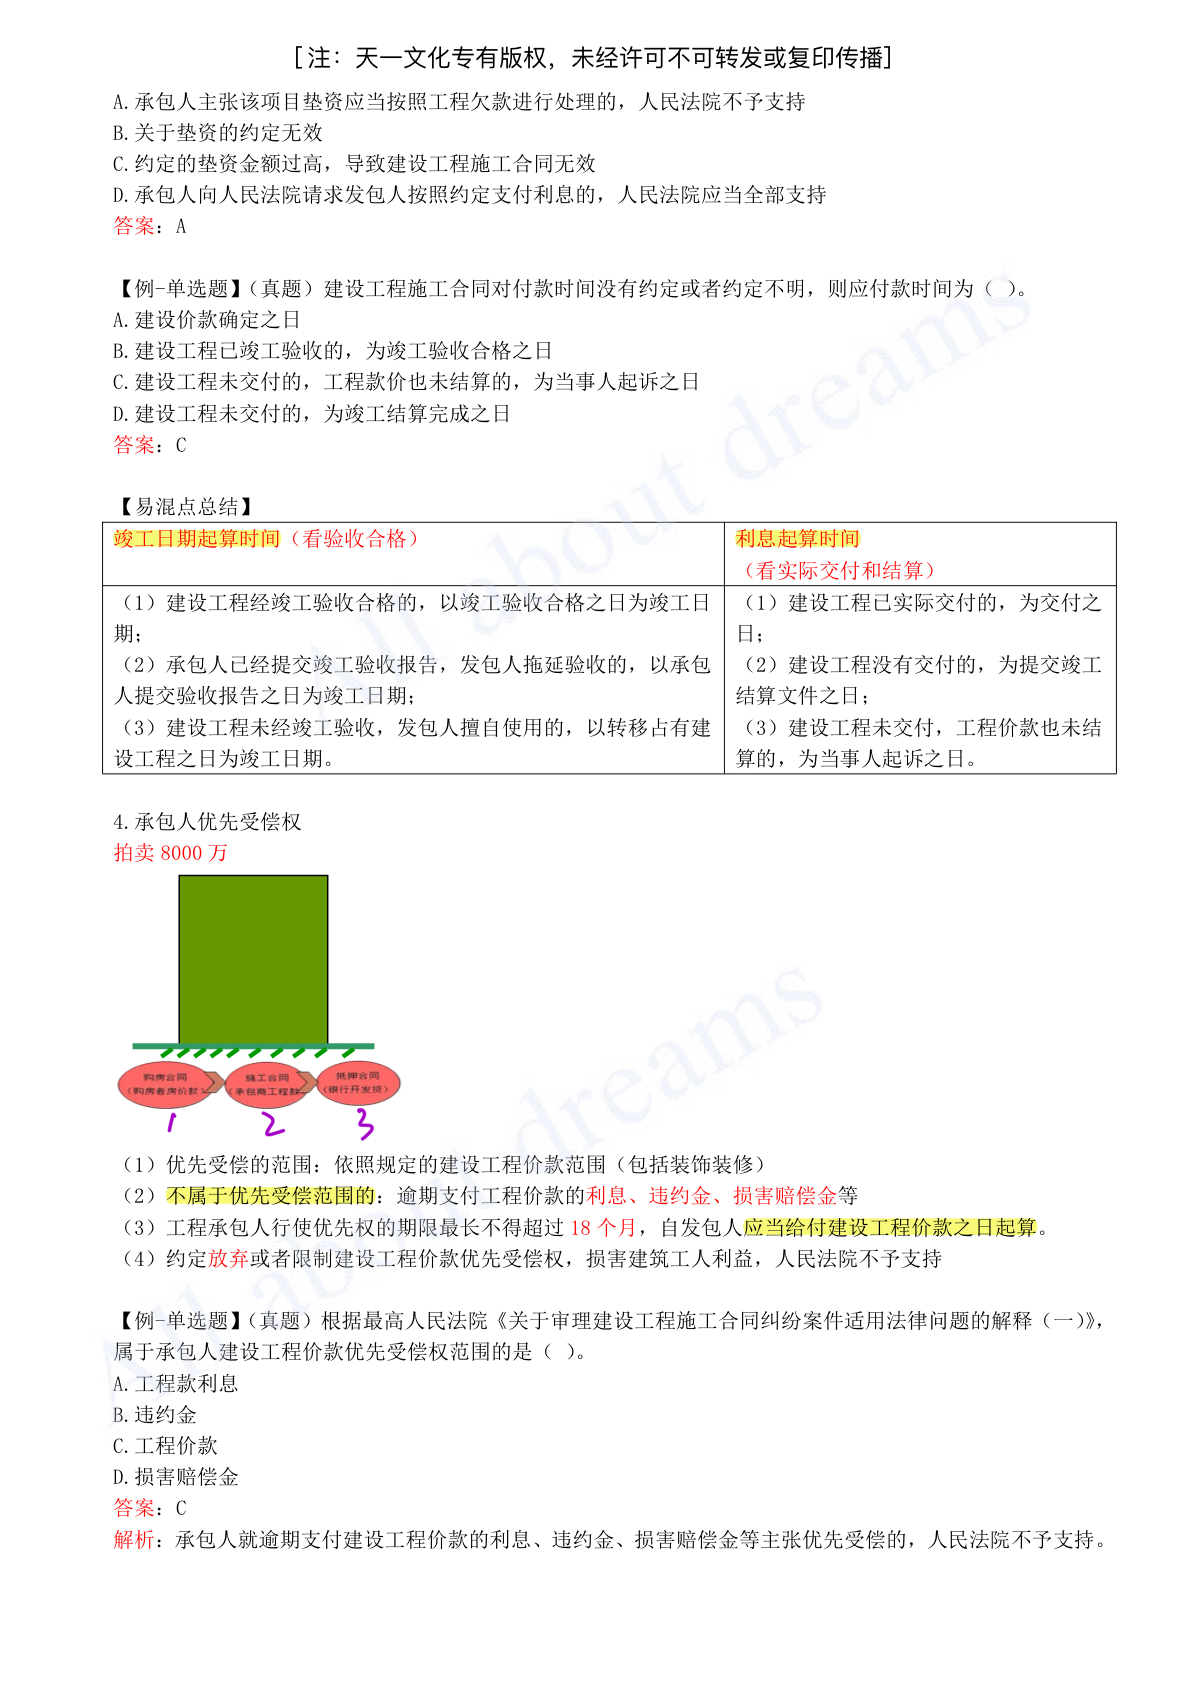 [注：天一文化专有版权，未经许可不可转发或复印传播]
A.承包人主张该项目垫资应当按照工程欠款进行处理的，人民法院不予支持
B.关于垫资的约定无效
C.约定的垫资金额过高，导致建设工程施工合同无效
D.承包人向人民法院请求发包人按照约定支付利息的，人民法院应当全部支持
答案：A
【例-单选题】（真题）建设工程施工合同对付款时间没有约定或者约定不明，则应付款时间为（ ）。
A.建设价款确定之日
B.建设工程已竣工验收的，为竣工验收合格之日
C.建设工程未交付的，工程款价也未结算的，为当事人起诉之日
D.建设工程未交付的，为竣工结算完成之日
答案：C
【易混点总结】
竣工日期起算时间（看验收合格）
利息起算时间
（看实际交付和结算）
（1）建设工程经竣工验收合格的，以竣工验收合格之日为竣工日
期；
（2）承包人已经提交竣工验收报告，发包人拖延验收的，以承包
人提交验收报告之日为竣工日期；
（3）建设工程未经竣工验收，发包人擅自使用的，以转移占有建
设工程之日为竣工日期。
（1）建设工程已实际交付的，为交付之
日；
（2）建设工程没有交付的，为提交竣工
结算文件之日；
（3）建设工程未交付，工程价款也未结
算的，为当事人起诉之日。
4.承包人优先受偿权
拍卖 8000 万
购房合同
（购房者房价款）
施工合同
（承包商工程款
抵押合同
（银行开发贷）
1 2 3
（1）优先受偿的范围：依照规定的建设工程价款范围（包括装饰装修）
（2）不属于优先受偿范围的：逾期支付工程价款的利息、违约金、损害赔偿金等
（3）工程承包人行使优先权的期限最长不得超过 18 个月，自发包人应当给付建设工程价款之日起算。
（4）约定放弃或者限制建设工程价款优先受偿权，损害建筑工人利益，人民法院不予支持
【例-单选题】（真题）根据最高人民法院《关于审理建设工程施工合同纠纷案件适用法律问题的解释（一）》，
属于承包人建设工程价款优先受偿权范围的是（ ）。
A.工程款利息
B.违约金
C.工程价款
D.损害赔偿金
答案：C
解析：承包人就逾期支付建设工程价款的利息、违约金、损害赔偿金等主张优先受偿的，人民法院不予支持。
All about dreams
All about dreams